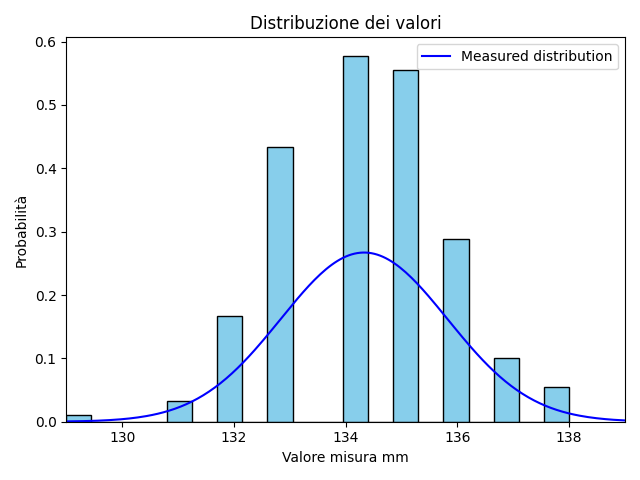 Distribuzione dei valori
Measured distribution
0.6
0.5
0.4
0.3
0.2
0.1
0.0
Probabilità
130 132 134 136 138
Valore misura mm